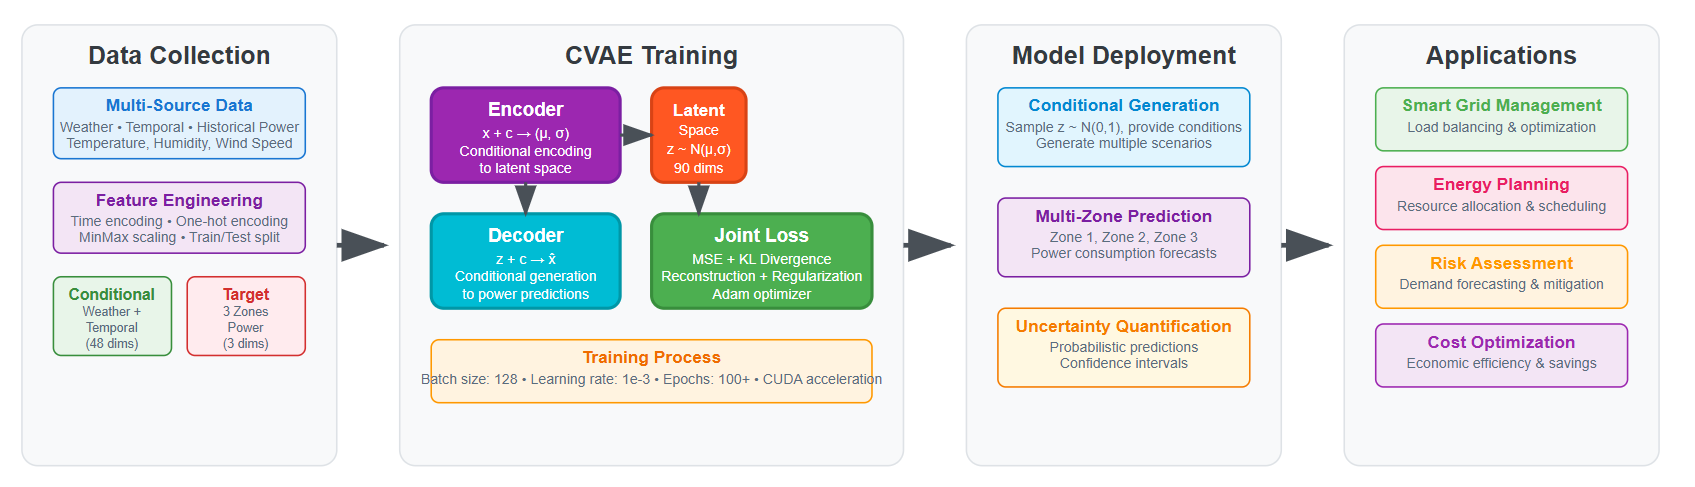 Data Collection
Multi-Source Data
Weather • Temporal • Historical Power
Temperature, Humidity, Wind Speed
Feature Engineering
Time encoding • One-hot encoding
MinMax scaling • Train/Test split
Conditional
Weather +
Temporal
(48 dims)
Target
3 Zones
Power
(3 dims)
CVAE Training
Encoder
x + c → (μ, σ)
Conditional encoding
to latent space
Latent
Space
z ~ N(μ,σ)
90 dims
Decoder
z + c → x̂
Conditional generation
to power predictions
Joint Loss
MSE + KL Divergence
Reconstruction + Regularization
Adam optimizer
Training Process
Batch size: 128 • Learning rate: 1e-3 • Epochs: 100+ • CUDA acceleration
Model Deployment
Conditional Generation
Sample z ~ N(0,1), provide conditions
Generate multiple scenarios
Multi-Zone Prediction
Zone 1, Zone 2, Zone 3
Power consumption forecasts
Uncertainty Quantification
Probabilistic predictions
Confidence intervals
Applications
Smart Grid Management
Load balancing & optimization
Energy Planning
Resource allocation & scheduling
Risk Assessment
Demand forecasting & mitigation
Cost Optimization
Economic efficiency & savings